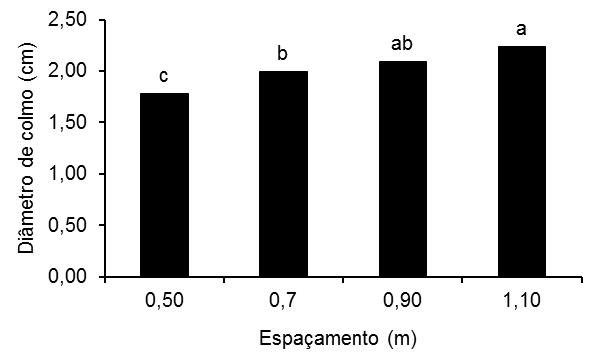 Diâmetro de colmo (cm)
2,50
2,00
1,50
1,00
0,50
0,00
c
b
ab
a
0,50 0,7 0,90 1,10
Espaçamento (m)